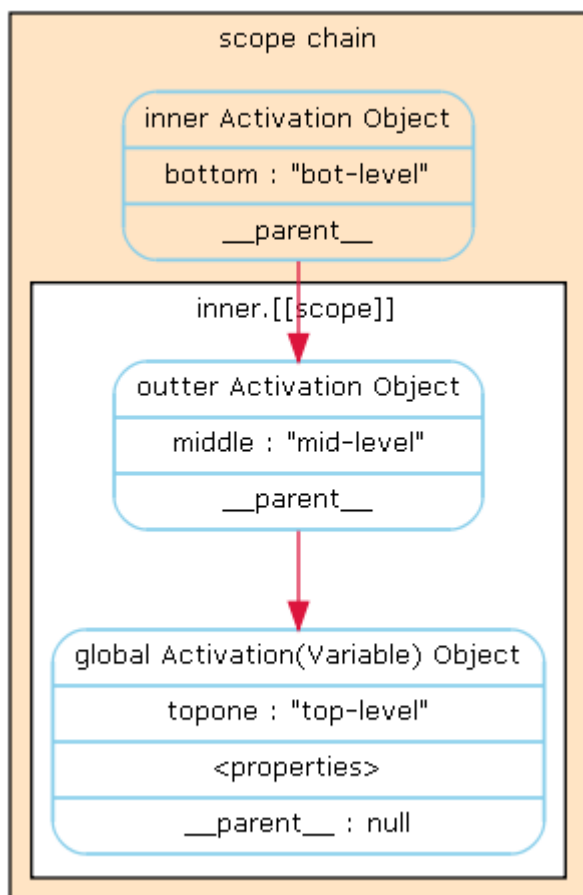 scope chain
inner Activation Object
bottom : "bot-level"
__parent__
inner.[[scope]]
outter Activation Object
middle : "mid-level"
__parent__
global Activation(Variable) Object
topone : "top-level"
<properties>
__parent__ : null